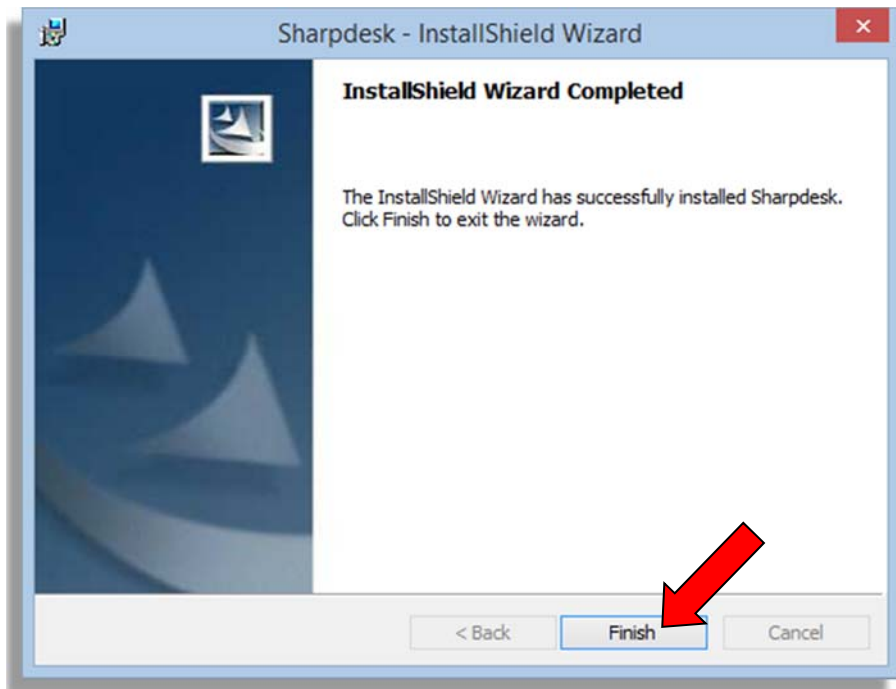 Sharpdesk - InstallShield Wizard
InstallShield Wizard Completed
The InstallShield Wizard has successfully installed Sharpdesk.
Click Finish to exit the wizard.
< Back
Finish
Cancel